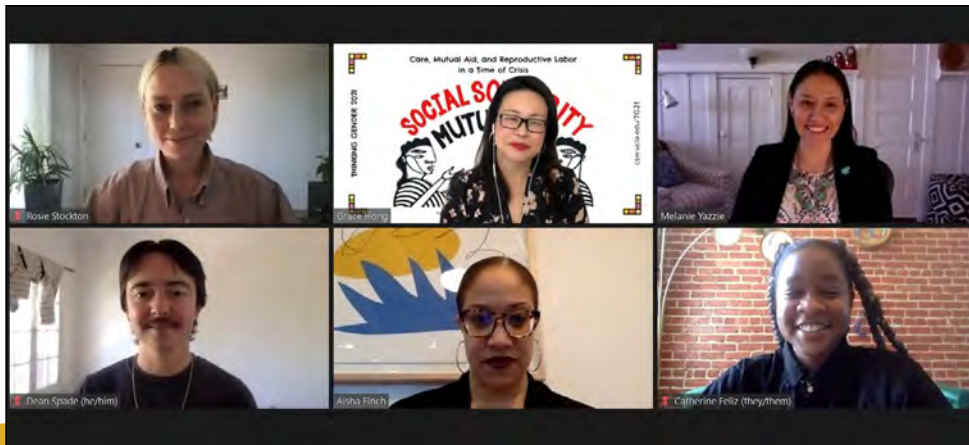 Care, Mutual Aid, and Reproductive Labor
in a Time of Crisis
THINKING GENDER 2021
SOCIAL
MUTU
csw.ucla.edu/TG21
Rosie Stockton
Grace Hong
Melanie Yazzie
Dean Spade (he/him)
Aisha Finch
Catherine Feliz (they/them)